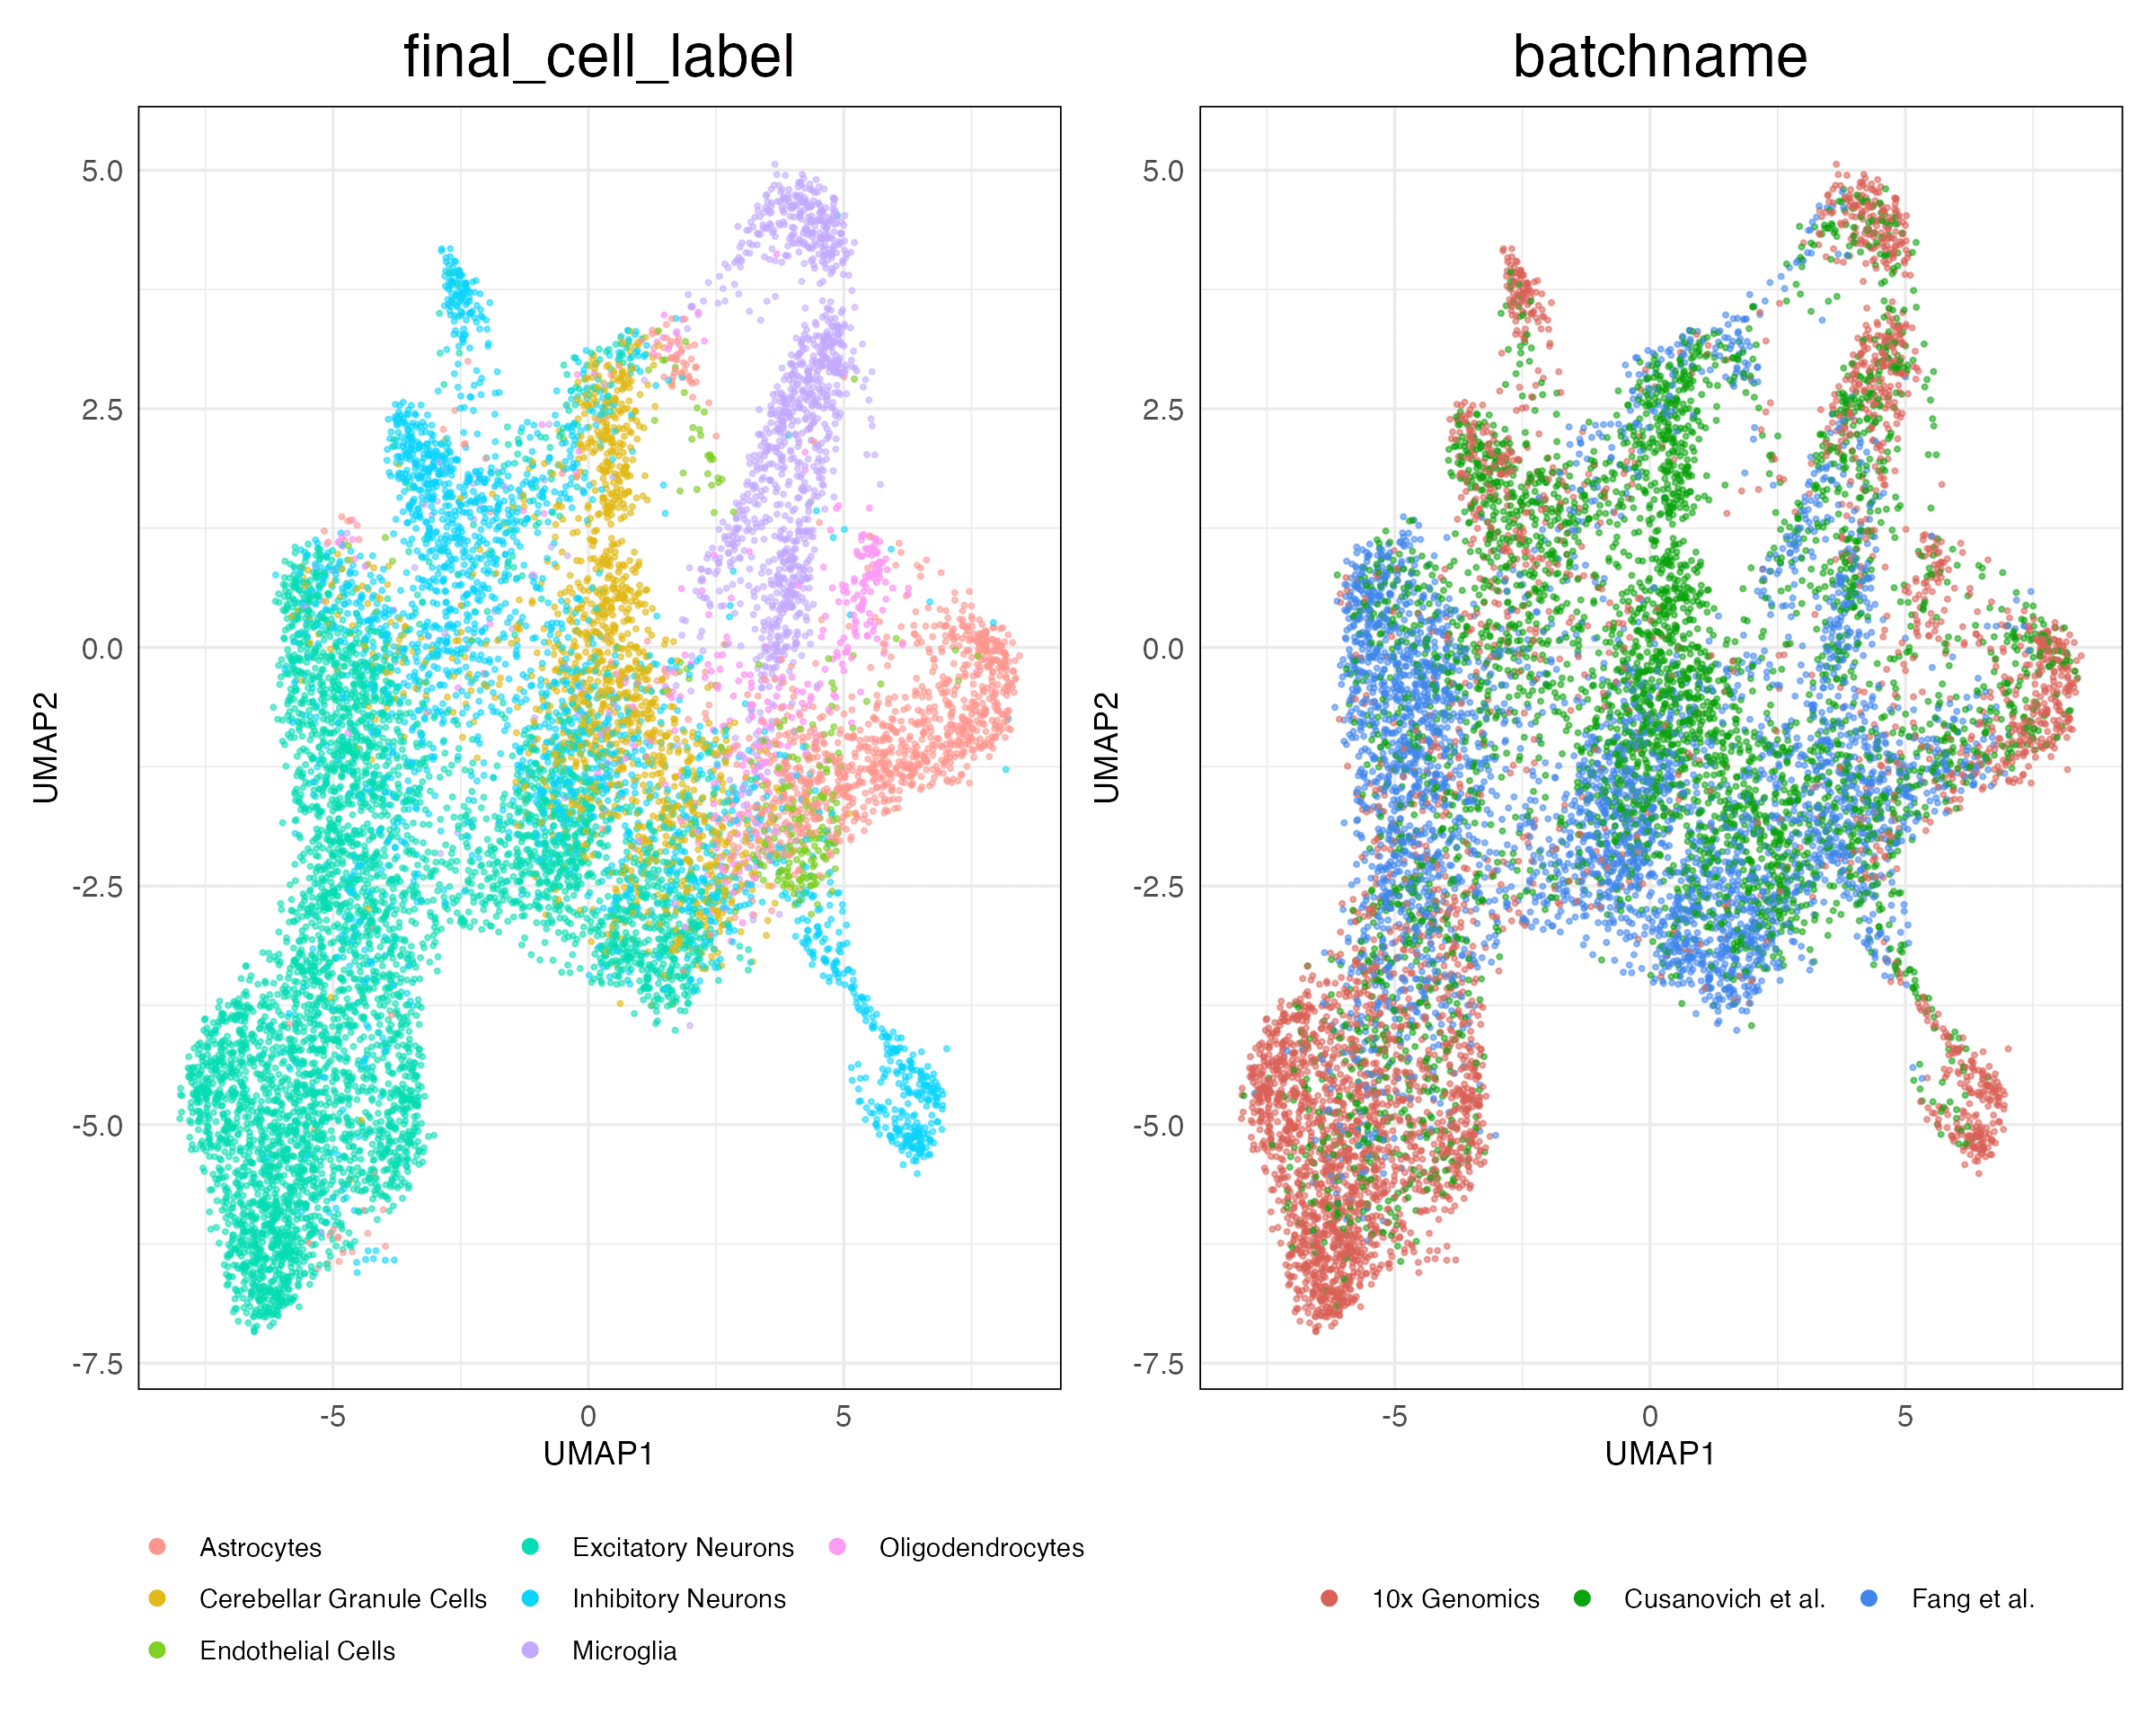 final_cell_label
batchname
5.0
2.5
0.0
-2.5
-5.0
-7.5
UMAP2
-5 0 5
UMAP1
5.0
2.5
0.0
-2.5
-5.0
-7.5
UMAP2
-5 0 5
UMAP1
Astrocytes Excitatory Neurons Oligodendrocytes
Cerebellar Granule Cells Inhibitory Neurons
Endothelial Cells Microglia
10x Genomics Cusanovich et al. Fang et al.